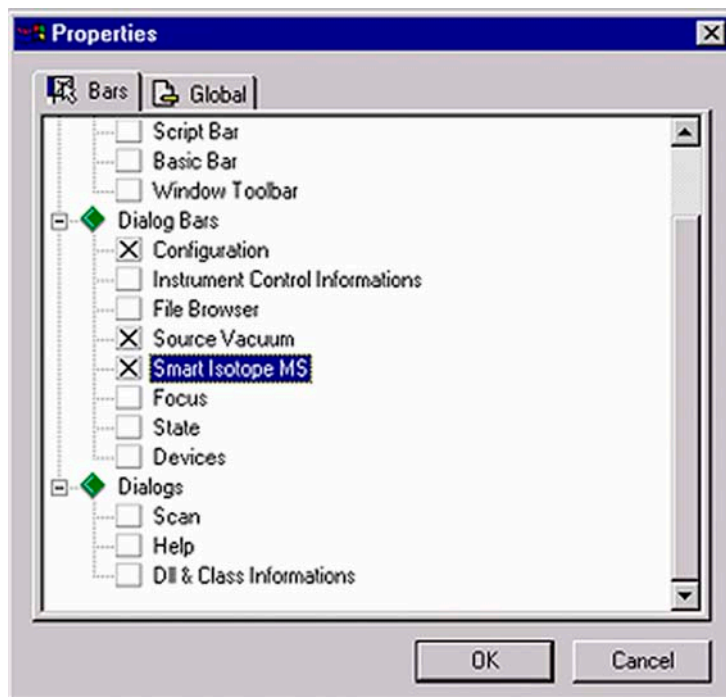 Properties
Bars Global
Script Bar
Basic Bar
Window Toolbar
Dialog Bars
Configuration
Instrument Control Informations
File Browser
Source Vacuum
Smart Isotope MS
Focus
State
Devices
Dialogs
Scan
Help
Dll & Class Informations
OK Cancel